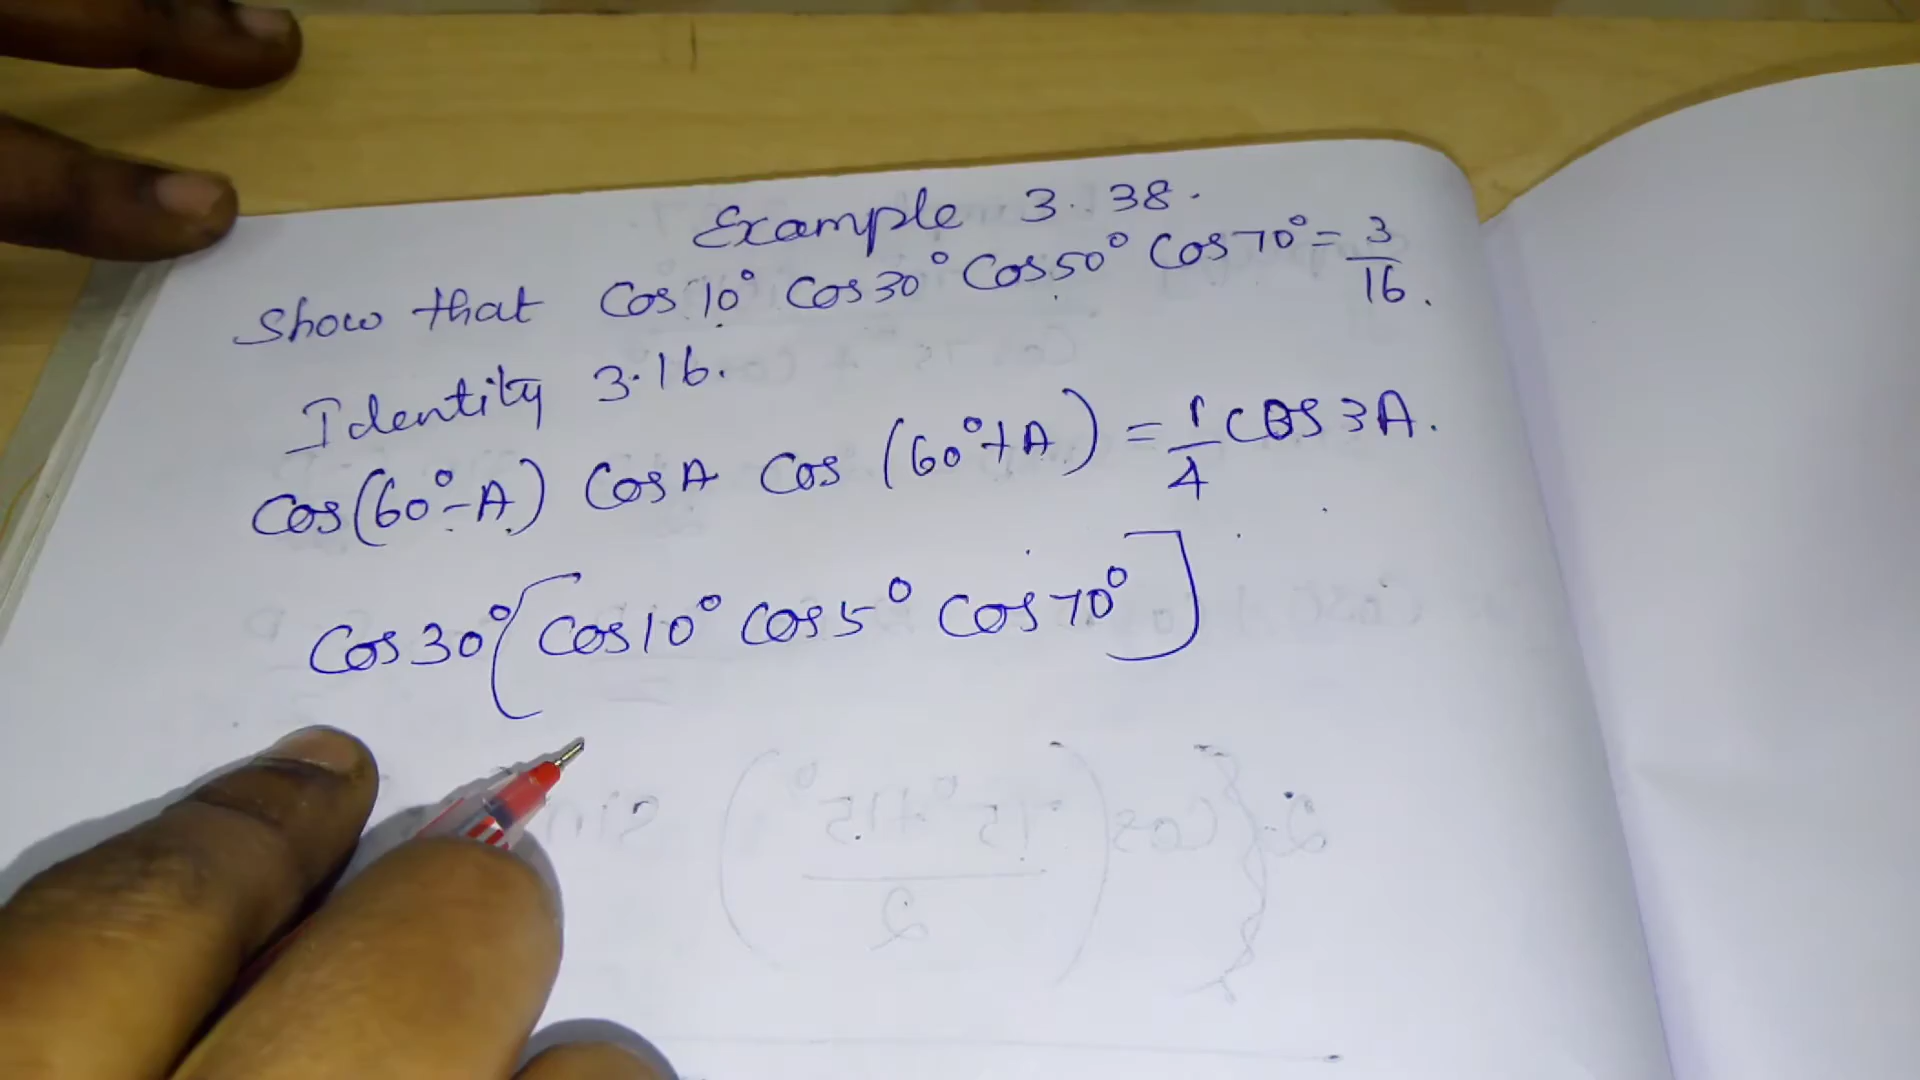 Example 3.38.
Show that Cos 10° Cos 30° Cos 50° Cos 70° = 3/16.
Identity 3.16.
Cos(60°-A) Cos A Cos (60°+A) = 1/4 Cos 3A.
Cos 30° [Cos 10° Cos 5° Cos 70°]